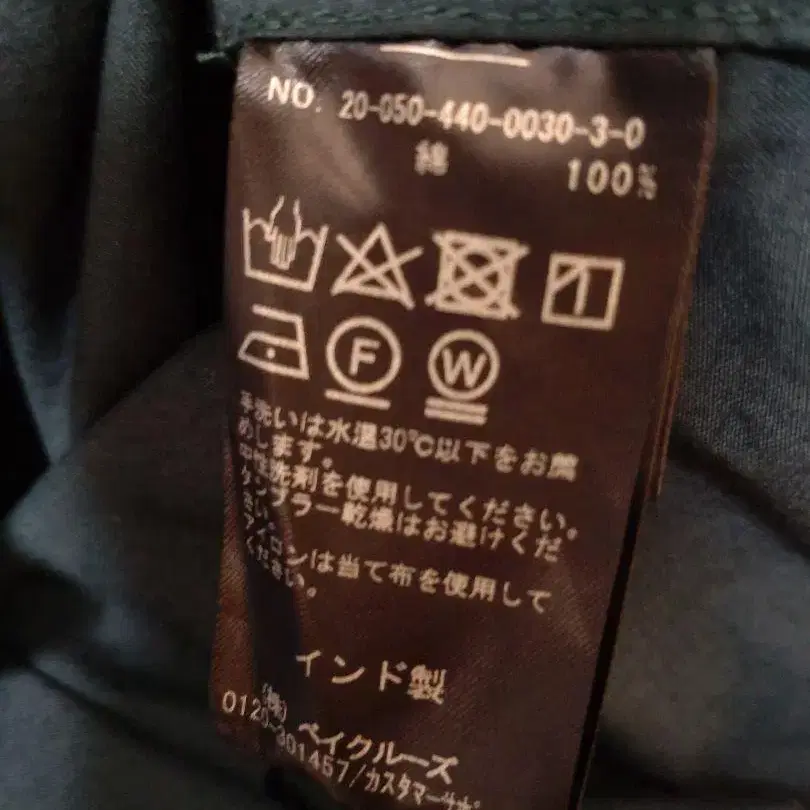 NO. 20-050-440-0030-3-0
綿 100%
F W
手洗いは水温30℃以下をお薦
めします。
中性洗剤を使用してください。
タンブラー乾燥はお避けくだ
さい。
アイロンは当て布を使用して
ください。
インド製
(株) ベイクルーズ
0120-301457/カスタマーサポ